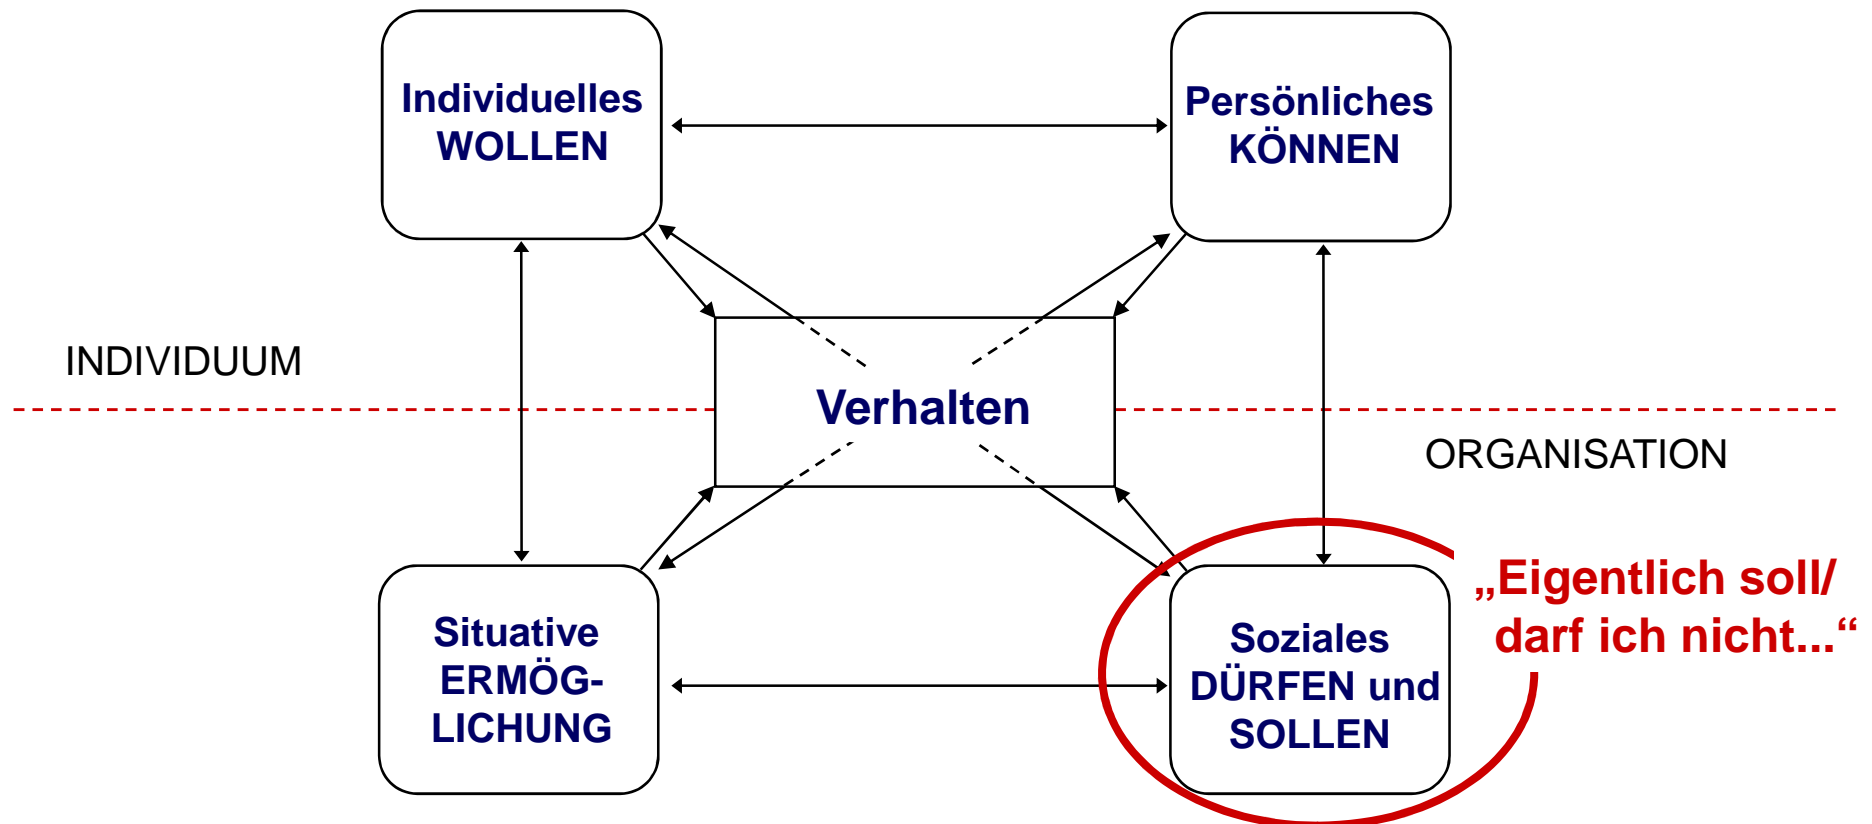 Individuelles
WOLLEN
Persönliches
KÖNNEN
INDIVIDUUM
Verhalten
ORGANISATION
Situative
ERMÖG-
LICHUNG
Soziales
DÜRFEN und
SOLLEN
„Eigentlich soll/
darf ich nicht...“